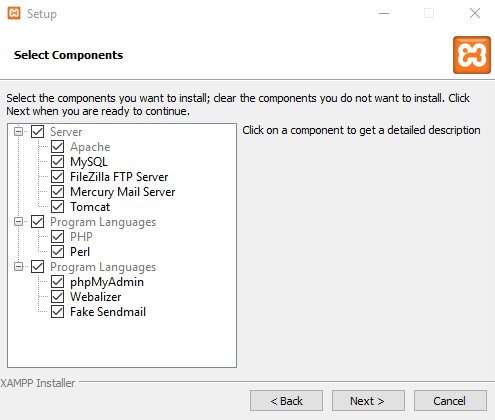 Setup
Select Components
Select the components you want to install; clear the components you do not want to install. Click
Next when you are ready to continue.
Server
Apache
MySQL
FileZilla FTP Server
Mercury Mail Server
Tomcat
Program Languages
PHP
Perl
Program Languages
phpMyAdmin
Webalizer
Fake Sendmail
Click on a component to get a detailed description
XAMPP Installer
< Back
Next >
Cancel